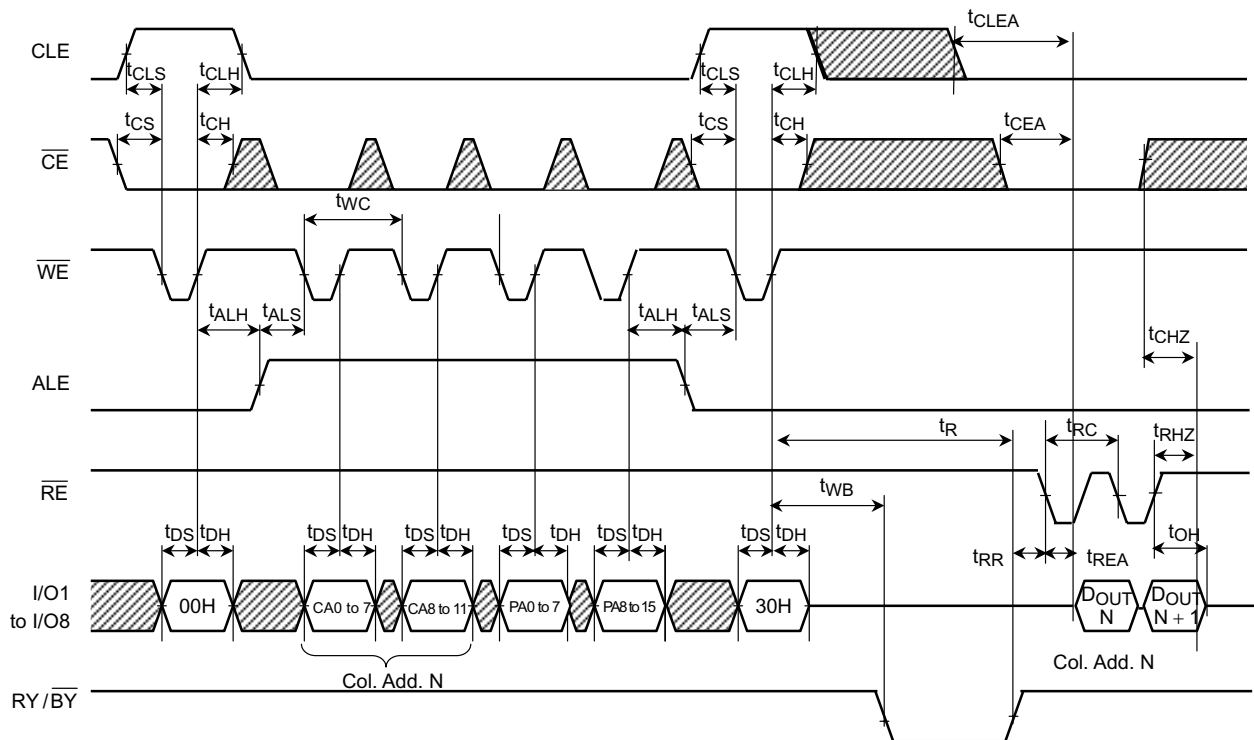 tCLEA
CLE
tCLS tCLH tCLS tCLH
tCS tCH tCS tCH tCEA
CE
tWC
WE
tALH tALS tALH tALS
tCHZ
ALE
tR tRC tRHZ
RE
tWB
tDS tDH tDS tDH tDS tDH tDS tDH tDS tDH tDS tDH tOH
tRR tREA
I/O1
to I/O8
00H CA0 to 7 CA8 to 11 PA0 to 7 PA8 to 15 30H DOUT N DOUT N + 1
Col. Add. N Col. Add. N
RY/BY